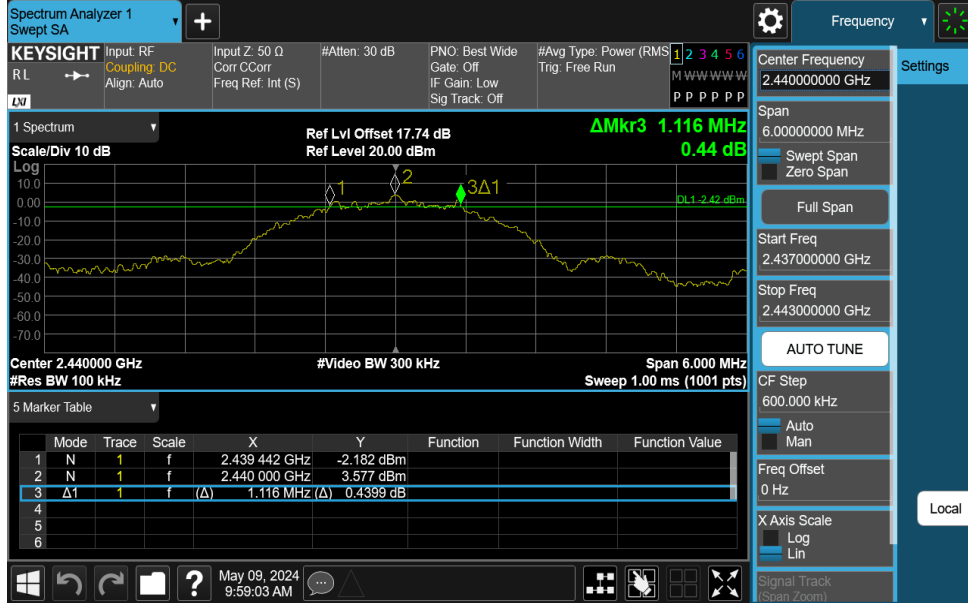 Spectrum Analyzer 1
Swept SA
+
Frequency
KEYSIGHT
RL
LXI
Input: RF
Coupling: DC
Align: Auto
Input Z: 50 Ω
Corr CCorr
Freq Ref: Int (S)
#Atten: 30 dB
PNO: Best Wide
Gate: Off
IF Gain: Low
Sig Track: Off
#Avg Type: Power (RMS
Trig: Free Run
1 2 3 4 5 6
M W W W W W
P P P P P P
1 Spectrum
Scale/Div 10 dB
Ref Lvl Offset 17.74 dB
Ref Level 20.00 dBm
ΔMkr3 1.116 MHz
0.44 dB
Log
10.0
0.00
-10.0
-20.0
-30.0
-40.0
-50.0
-60.0
-70.0
1
2
3Δ1
DL1 -2.42 dBm
Center 2.440000 GHz
#Video BW 300 kHz
Span 6.000 MHz
#Res BW 100 kHz
Sweep 1.00 ms (1001 pts)
5 Marker Table
Mode Trace Scale X Y Function Function Width Function Value
1 N 1 f 2.439 442 GHz -2.182 dBm
2 N 1 f 2.440 000 GHz 3.577 dBm
3 Δ1 1 f (Δ) 1.116 MHz (Δ) 0.4399 dB
4
5
6
?
May 09, 2024
9:59:03 AM
Center Frequency
2.440000000 GHz
Settings
Span
6.00000000 MHz
Swept Span
Zero Span
Full Span
Start Freq
2.437000000 GHz
Stop Freq
2.443000000 GHz
AUTO TUNE
CF Step
600.000 kHz
Auto
Man
Freq Offset
0 Hz
Local
X Axis Scale
Log
Lin
Signal Track
(Span Zoom)